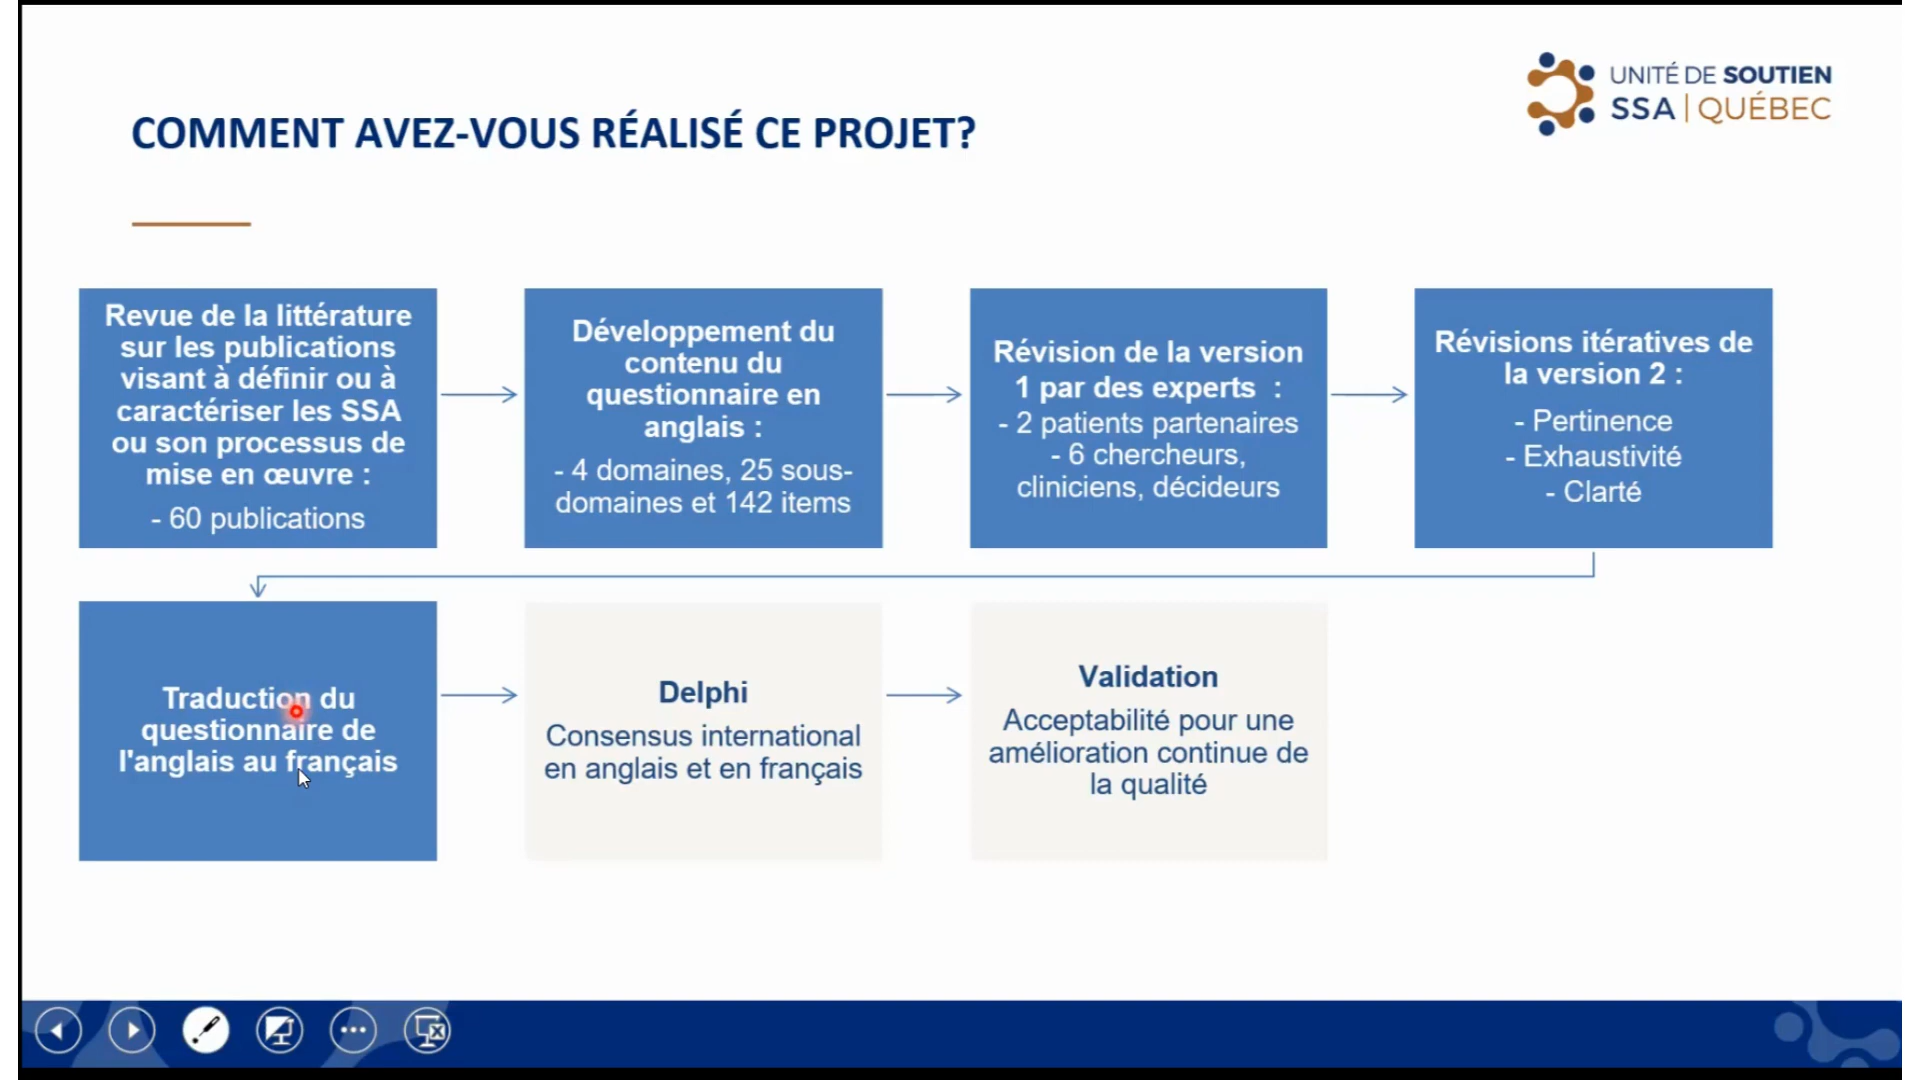 UNITÉ DE SOUTIEN
SSA | QUÉBEC
COMMENT AVEZ-VOUS RÉALISÉ CE PROJET?
Revue de la littérature
sur les publications
visant à définir ou à
caractériser les SSA
ou son processus de
mise en œuvre :
- 60 publications
Développement du
contenu du
questionnaire en
anglais :
- 4 domaines, 25 sous-
domaines et 142 items
Révision de la version
1 par des experts :
- 2 patients partenaires
- 6 chercheurs,
cliniciens, décideurs
Révisions itératives de
la version 2 :
- Pertinence
- Exhaustivité
- Clarté
Traduction du
questionnaire de
l'anglais au français
Delphi
Consensus international
en anglais et en français
Validation
Acceptabilité pour une
amélioration continue de
la qualité